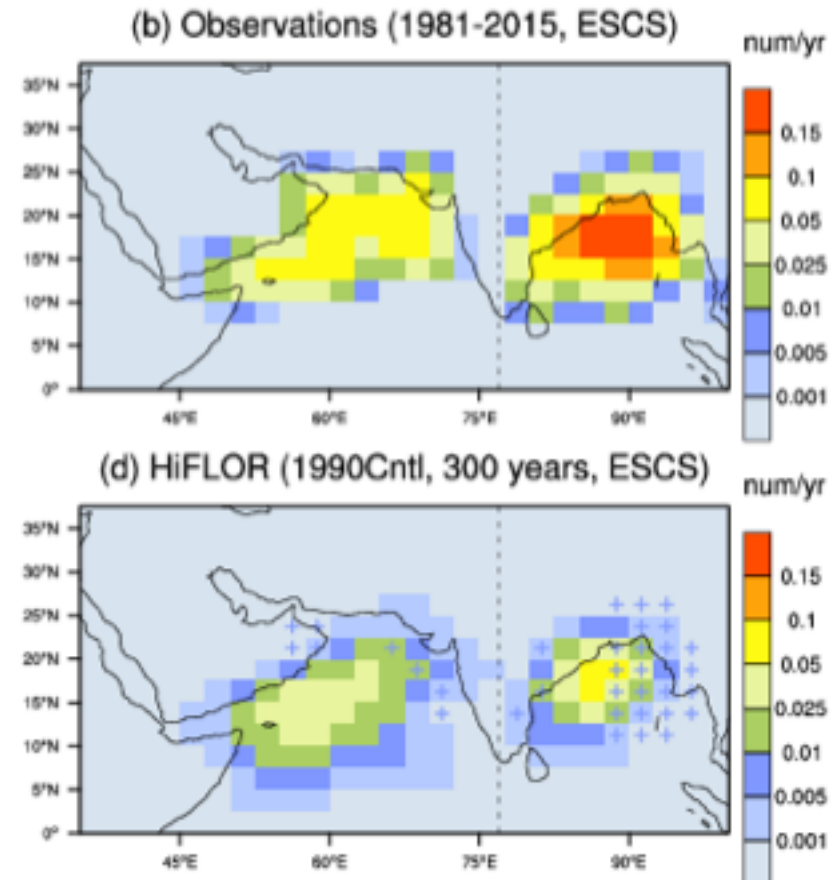 (b) Observations (1981-2015, ESCS)
num/yr
35°N
30°N
25°N
20°N
15°N
10°N
5°N
0°
45°E 60°E 75°E 90°E
0.15
0.1
0.05
0.025
0.01
0.005
0.001
(d) HiFLOR (1990Cntl, 300 years, ESCS)
num/yr
35°N
30°N
25°N
20°N
15°N
10°N
5°N
0°
45°E 60°E 75°E 90°E
0.15
0.1
0.05
0.025
0.01
0.005
0.001